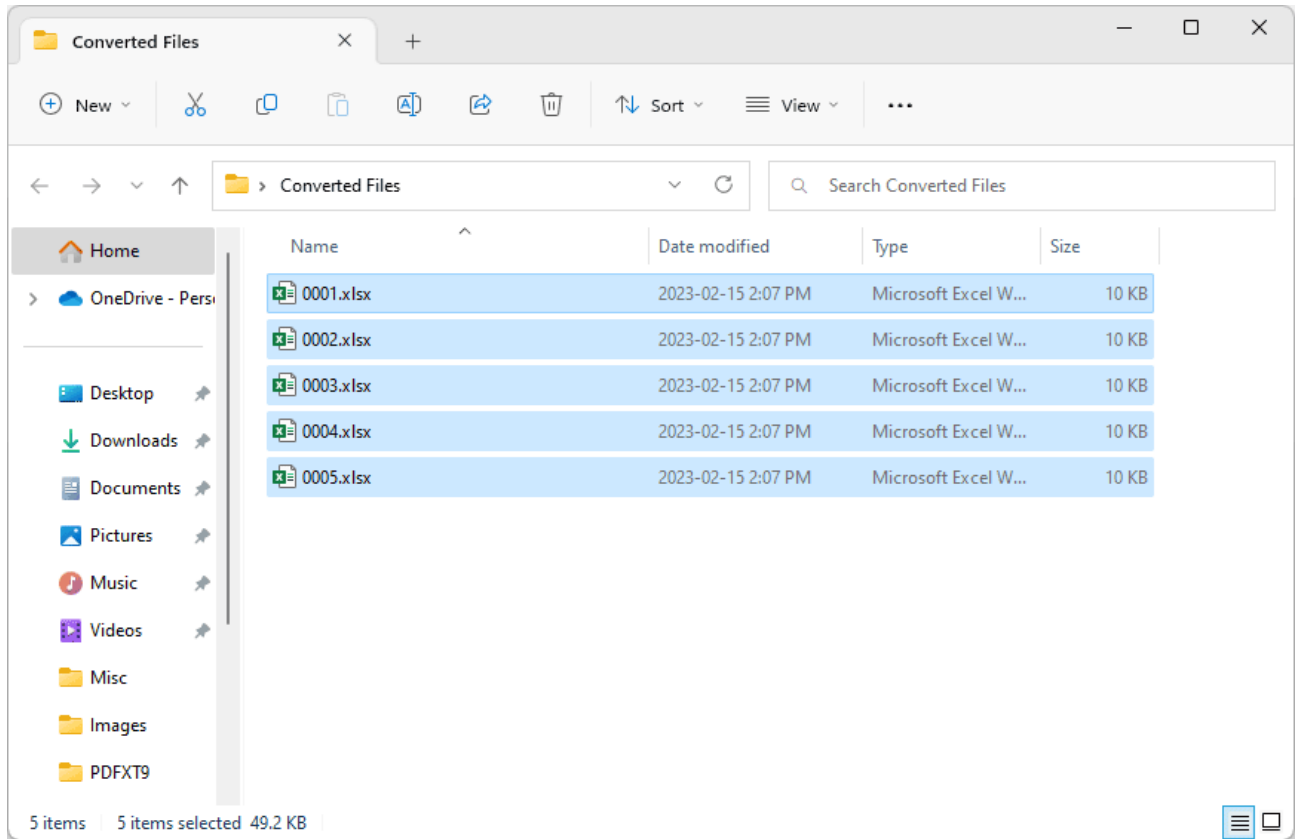 Converted Files
New
Sort
View
Converted Files
Search Converted Files
Name Date modified Type Size
Home
OneDrive - Perso
0001.xlsx 2023-02-15 2:07 PM Microsoft Excel W... 10 KB
0002.xlsx 2023-02-15 2:07 PM Microsoft Excel W... 10 KB
0003.xlsx 2023-02-15 2:07 PM Microsoft Excel W... 10 KB
0004.xlsx 2023-02-15 2:07 PM Microsoft Excel W... 10 KB
0005.xlsx 2023-02-15 2:07 PM Microsoft Excel W... 10 KB
Desktop
Downloads
Documents
Pictures
Music
Videos
Misc
Images
PDFXT9
5 items 5 items selected 49.2 KB